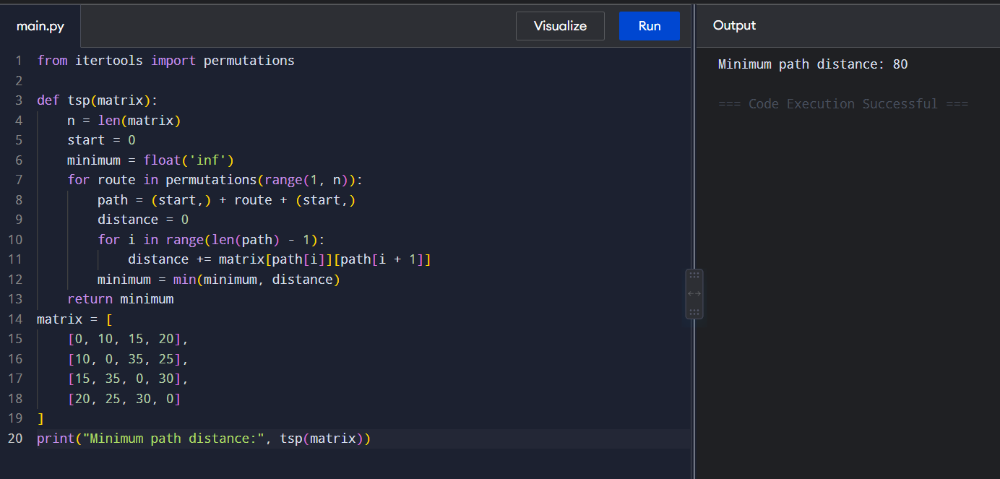 main.py
Visualize
Run
Output
1 from itertools import permutations
2
3 def tsp(matrix):
4     n = len(matrix)
5     start = 0
6     minimum = float('inf')
7     for route in permutations(range(1, n)):
8         path = (start,) + route + (start,)
9         distance = 0
10         for i in range(len(path) - 1):
11             distance += matrix[path[i]][path[i + 1]]
12         minimum = min(minimum, distance)
13     return minimum
14 matrix = [
15     [0, 10, 15, 20],
16     [10, 0, 35, 25],
17     [15, 35, 0, 30],
18     [20, 25, 30, 0]
19 ]
20 print("Minimum path distance:", tsp(matrix))
Minimum path distance: 80
=== Code Execution Successful ===